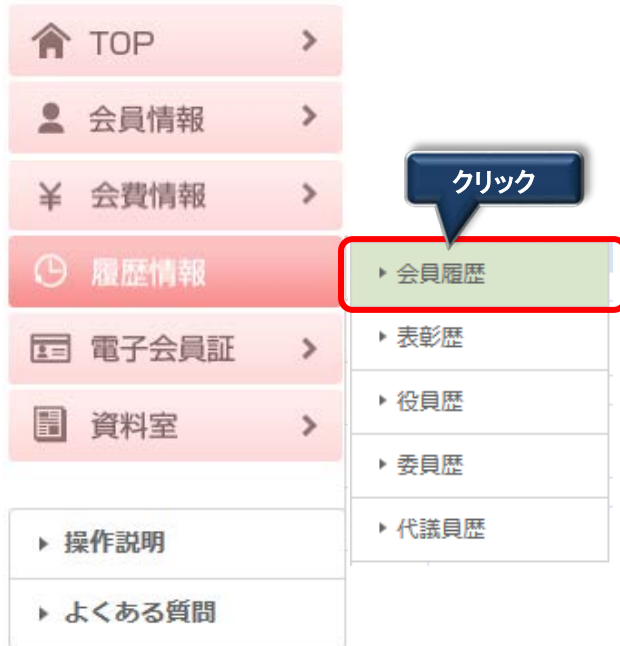 TOP
会員情報
会費情報
履歴情報
電子会員証
資料室
操作説明
よくある質問
クリック
会員履歴
表彰歴
役員歴
委員歴
代議員歴